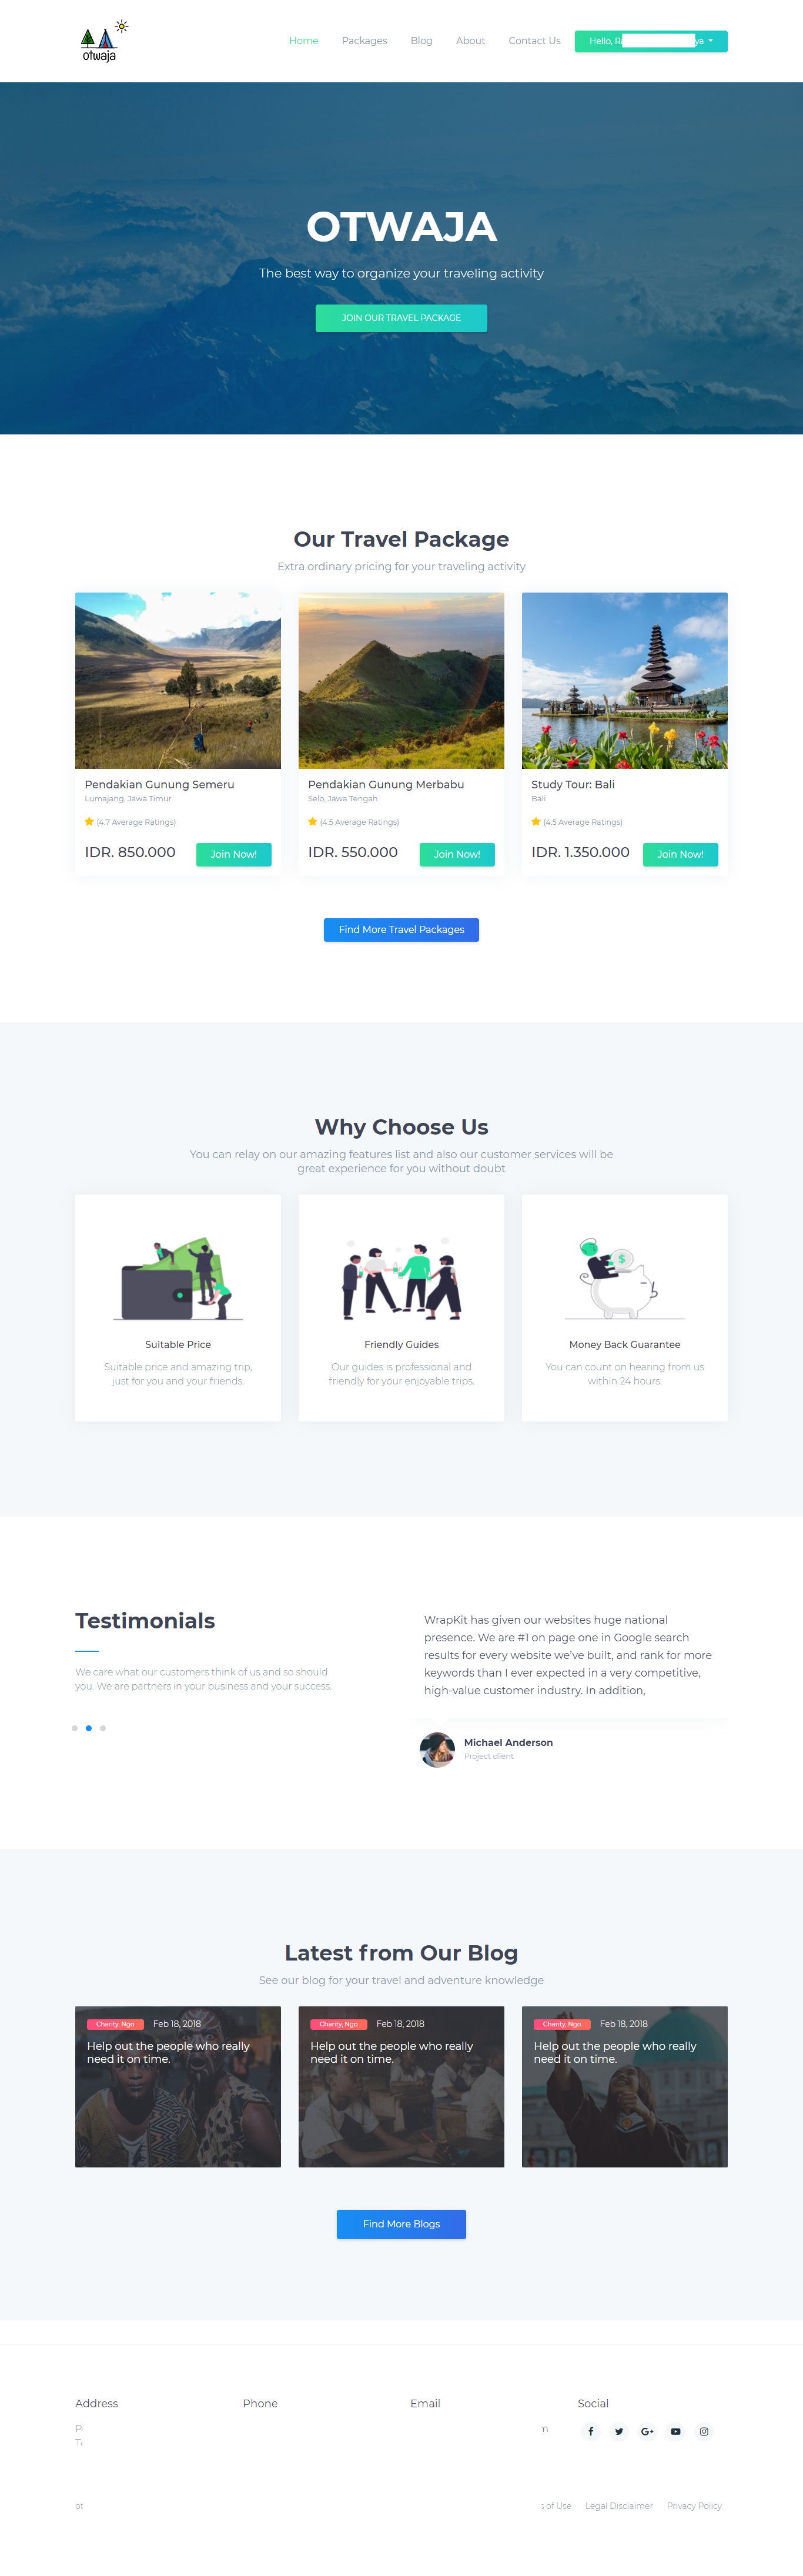 otwaja
Home Packages Blog About Contact Us Hello,
OTWAJA
The best way to organize your traveling activity
JOIN OUR TRAVEL PACKAGE
Our Travel Package
Extra ordinary pricing for your traveling activity
Pendakian Gunung Semeru
Lumajang, Jawa Timur
(4.7 Average Ratings)
IDR. 850.000 Join Now!
Pendakian Gunung Merbabu
Selo, Jawa Tengah
(4.5 Average Ratings)
IDR. 550.000 Join Now!
Study Tour: Bali
Bali
(4.5 Average Ratings)
IDR. 1.350.000 Join Now!
Find More Travel Packages
Why Choose Us
You can relay on our amazing features list and also our customer services will be
great experience for you without doubt
Suitable Price
Suitable price and amazing trip,
just for you and your friends.
Friendly Guides
Our guides is professional and
friendly for your enjoyable trips.
Money Back Guarantee
You can count on hearing from us
within 24 hours.
Testimonials
We care what our customers think of us and so should
you. We are partners in your business and your success.
WrapKit has given our websites huge national
presence. We are #1 on page one in Google search
results for every website we’ve built, and rank for more
keywords than I ever expected in a very competitive,
high-value customer industry. In addition,
Michael Anderson
Project client
Latest from Our Blog
See our blog for your travel and adventure knowledge
Charity, Ngo Feb 18, 2018
Help out the people who really
need it on time.
Charity, Ngo Feb 18, 2018
Help out the people who really
need it on time.
Charity, Ngo Feb 18, 2018
Help out the people who really
need it on time.
Find More Blogs
Address
Phone
Email
Social
of Use Legal Disclaimer Privacy Policy